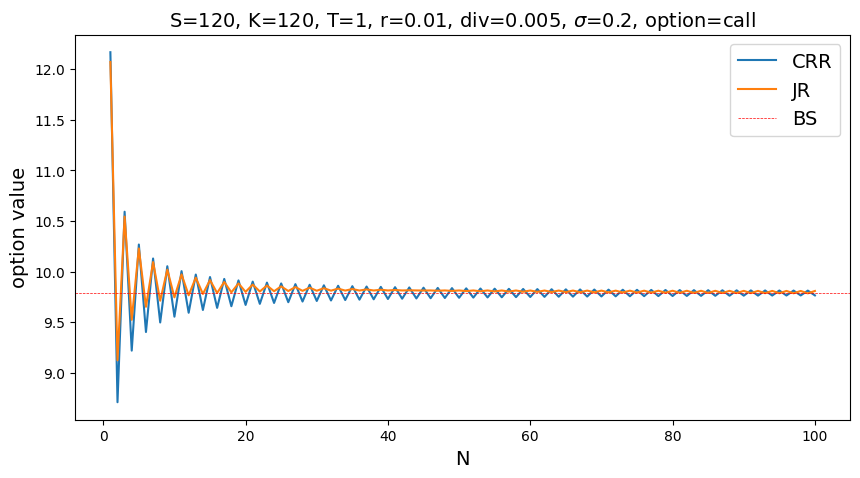 S=120, K=120, T=1, r=0.01, div=0.005, σ=0.2, option=call
CRR
JR
BS
option value
12.0
11.5
11.0
10.5
10.0
9.5
9.0
0 20 40 60 80 100
N